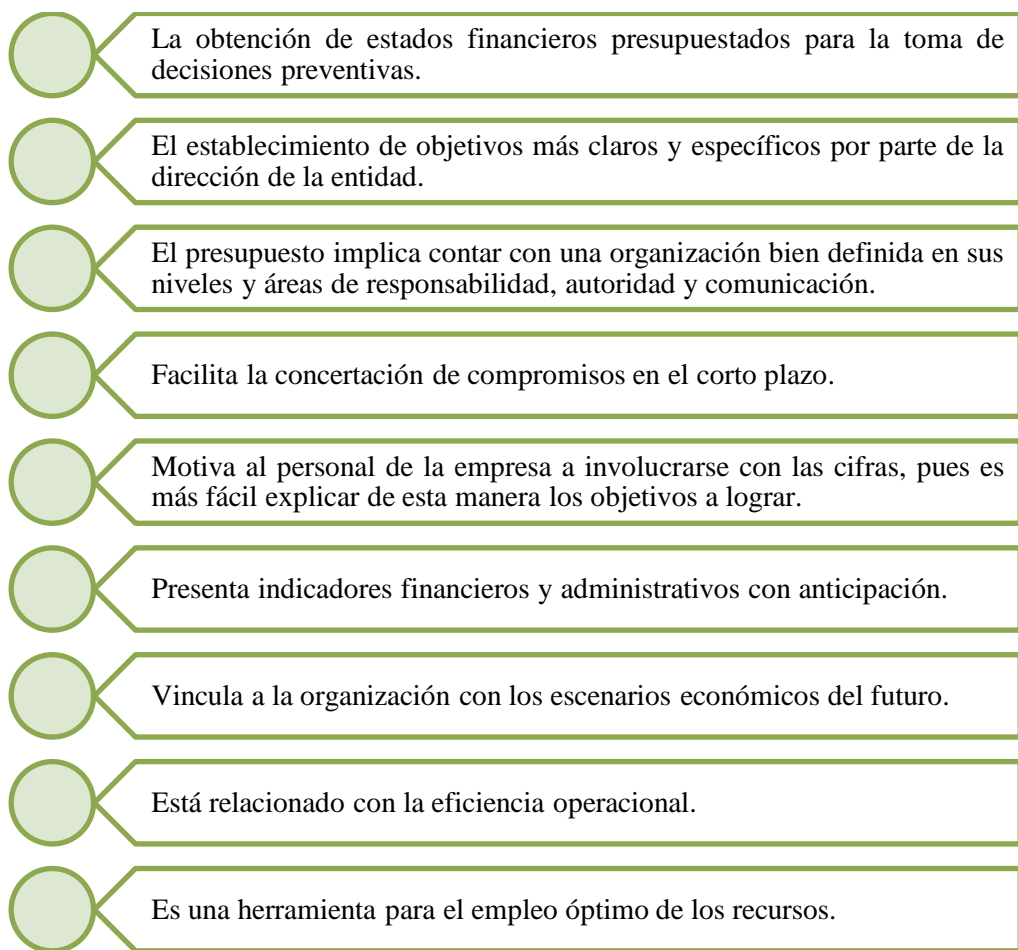 La obtención de estados financieros presupuestados para la toma de
decisiones preventivas.
El establecimiento de objetivos más claros y específicos por parte de la
dirección de la entidad.
El presupuesto implica contar con una organización bien definida en sus
niveles y áreas de responsabilidad, autoridad y comunicación.
Facilita la concertación de compromisos en el corto plazo.
Motiva al personal de la empresa a involucrarse con las cifras, pues es
más fácil explicar de esta manera los objetivos a lograr.
Presenta indicadores financieros y administrativos con anticipación.
Vincula a la organización con los escenarios económicos del futuro.
Está relacionado con la eficiencia operacional.
Es una herramienta para el empleo óptimo de los recursos.